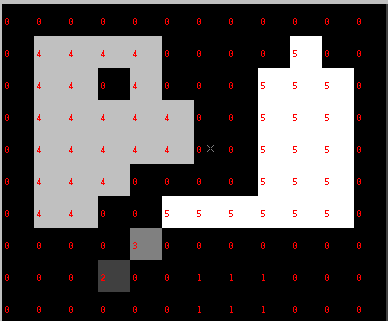 0 0 0 0 0 0 0 0 0 0 0 0
0 4 4 4 4 0 0 0 0 5 0 0
0 4 4 0 4 0 0 0 5 5 5 0
0 4 4 4 4 4 0 0 5 5 5 0
0 4 4 4 4 4 0 0 5 5 5 0
0 4 4 4 0 0 0 0 5 5 5 0
0 4 4 0 0 5 5 5 5 5 5 0
0 0 0 0 3 0 0 0 0 0 0 0
0 0 0 2 0 0 1 1 1 0 0 0
0 0 0 0 0 0 1 1 1 0 0 0